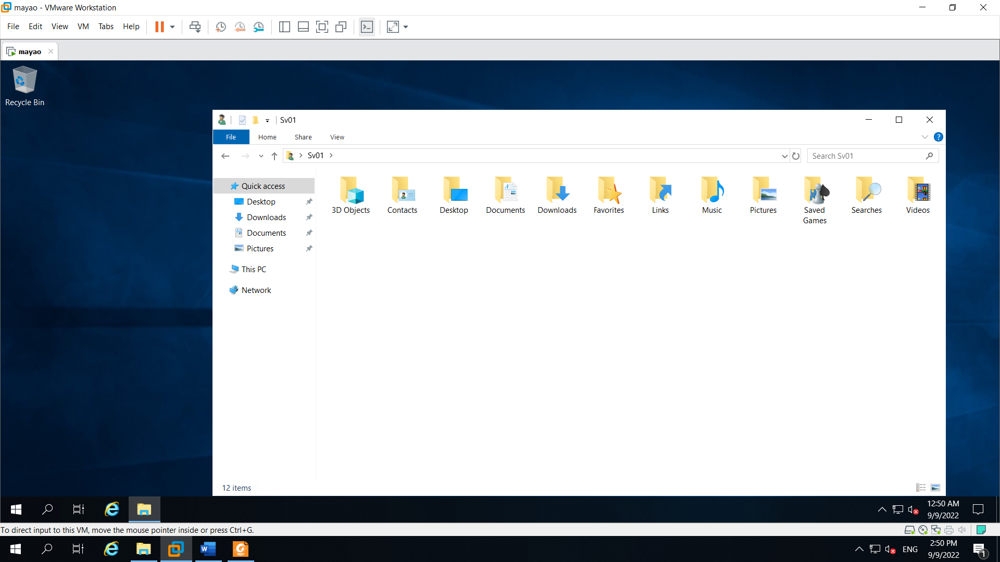 mayao - VMware Workstation
File Edit View VM Tabs Help
mayao
Recycle Bin
Sv01
File Home Share View
Sv01
Search Sv01
Quick access
Desktop
Downloads
Documents
Pictures
This PC
Network
3D Objects Contacts Desktop Documents Downloads Favorites Links Music Pictures Saved Games Searches Videos
12 items
12:50 AM
9/9/2022
To direct input to this VM, move the mouse pointer inside or press Ctrl+G.
ENG
2:50 PM
9/9/2022
1